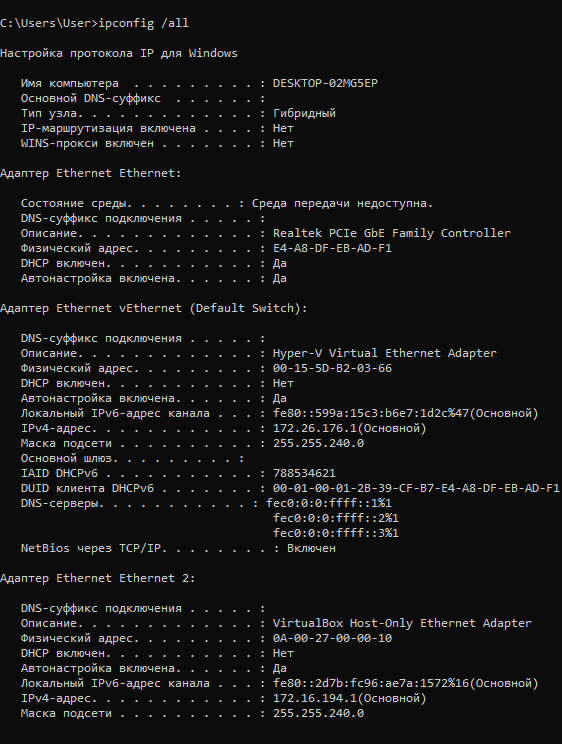 C:\Users\User>ipconfig /all
Настройка протокола IP для Windows
Имя компьютера  . . . . . . . . . : DESKTOP-02MG5EP
Основной DNS-суффикс  . . . . . . :
Тип узла. . . . . . . . . . . . . : Гибридный
IP-маршрутизация включена . . . . : Нет
WINS-прокси включен . . . . . . . : Нет
Адаптер Ethernet Ethernet:
Состояние среды. . . . . . . . : Среда передачи недоступна.
DNS-суффикс подключения . . . . . :
Описание. . . . . . . . . . . . . : Realtek PCIe GbE Family Controller
Физический адрес. . . . . . . . . : E4-A8-DF-EB-AD-F1
DHCP включен. . . . . . . . . . . : Да
Автонастройка включена. . . . . . : Да
Адаптер Ethernet vEthernet (Default Switch):
DNS-суффикс подключения . . . . . :
Описание. . . . . . . . . . . . . : Hyper-V Virtual Ethernet Adapter
Физический адрес. . . . . . . . . : 00-15-5D-B2-03-66
DHCP включен. . . . . . . . . . . : Нет
Автонастройка включена. . . . . . : Да
Локальный IPv6-адрес канала . . . : fe80::599a:15c3:b6e7:1d2c%47(Основной)
IPv4-адрес. . . . . . . . . . . . : 172.26.176.1(Основной)
Маска подсети . . . . . . . . . . : 255.255.240.0
Основной шлюз. . . . . . . . . :
IAID DHCPv6 . . . . . . . . . . . : 788534621
DUID клиента DHCPv6 . . . . . . . : 00-01-00-01-2B-39-CF-B7-E4-A8-DF-EB-AD-F1
DNS-серверы. . . . . . . . . . . : fec0:0:0:ffff::1%1
fec0:0:0:ffff::2%1
fec0:0:0:ffff::3%1
NetBios через TCP/IP. . . . . . . . : Включен
Адаптер Ethernet Ethernet 2:
DNS-суффикс подключения . . . . . :
Описание. . . . . . . . . . . . . : VirtualBox Host-Only Ethernet Adapter
Физический адрес. . . . . . . . . : 0A-00-27-00-00-10
DHCP включен. . . . . . . . . . . : Нет
Автонастройка включена. . . . . . : Да
Локальный IPv6-адрес канала . . . : fe80::2d7b:fc96:ae7a:1572%16(Основной)
IPv4-адрес. . . . . . . . . . . . : 172.16.194.1(Основной)
Маска подсети . . . . . . . . . . : 255.255.240.0